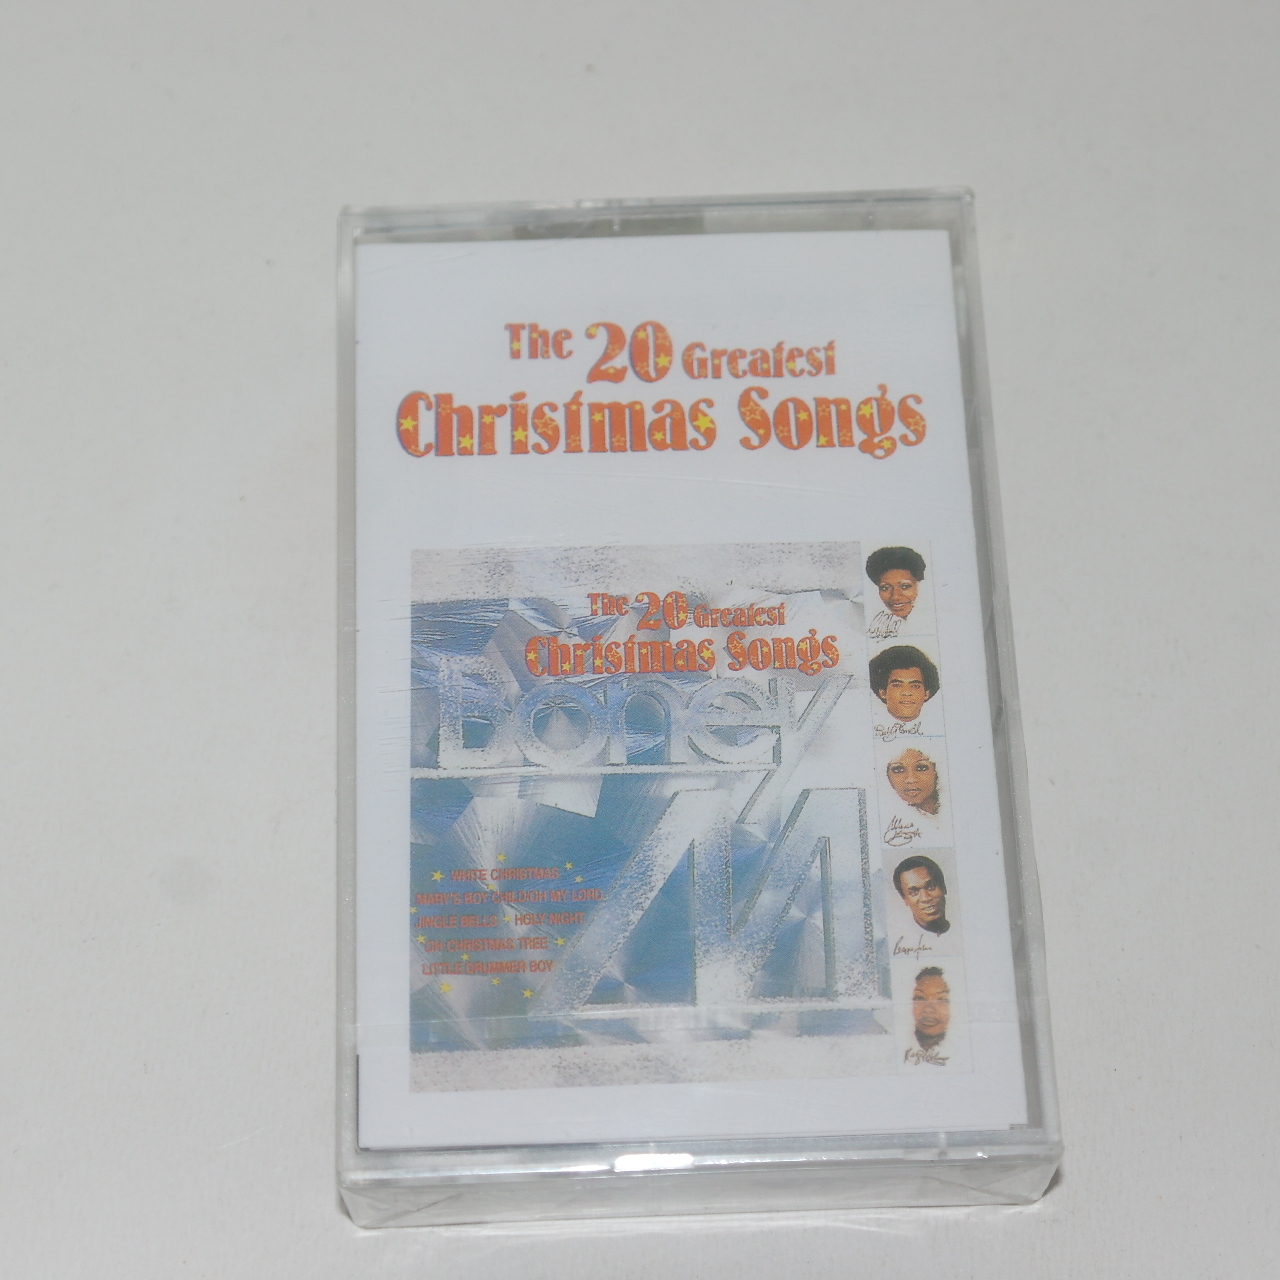 The 20 Greatest
Christmas Songs
The 20 Greatest
Christmas Songs
Boney
M
WHITE CHRISTMAS
MARY'S BOY CHILD/OH MY LORD
JINGLE BELLS HOLY NIGHT
OH CHRISTMAS TREE
LITTLE DRUMMER BOY